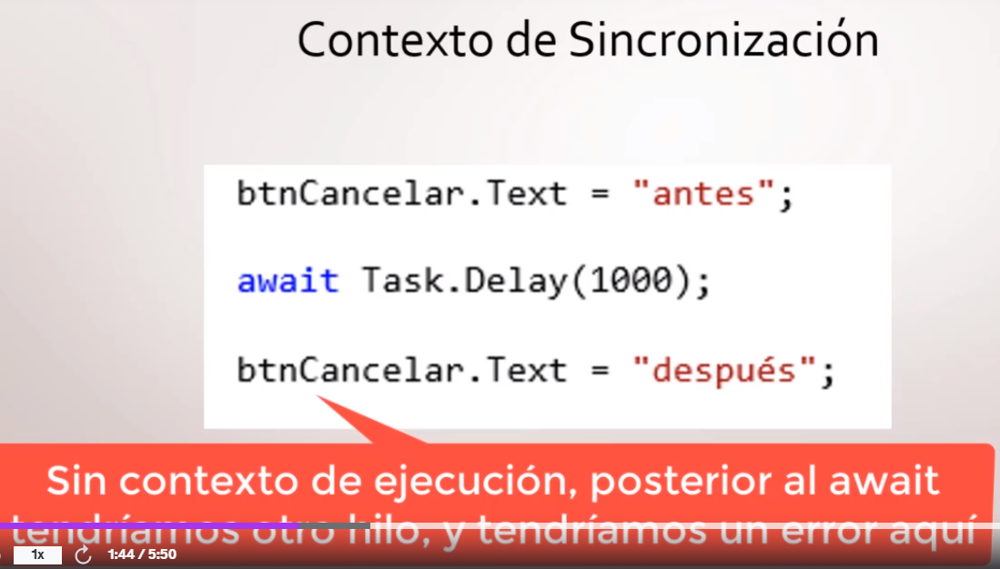 Contexto de Sincronización
btnCancelar.Text = "antes";
await Task.Delay(1000);
btnCancelar.Text = "después";
Sin contexto de ejecución, posterior al await
tendríamos otro hilo, y tendríamos un error aquí
1x 1:44 / 5:50